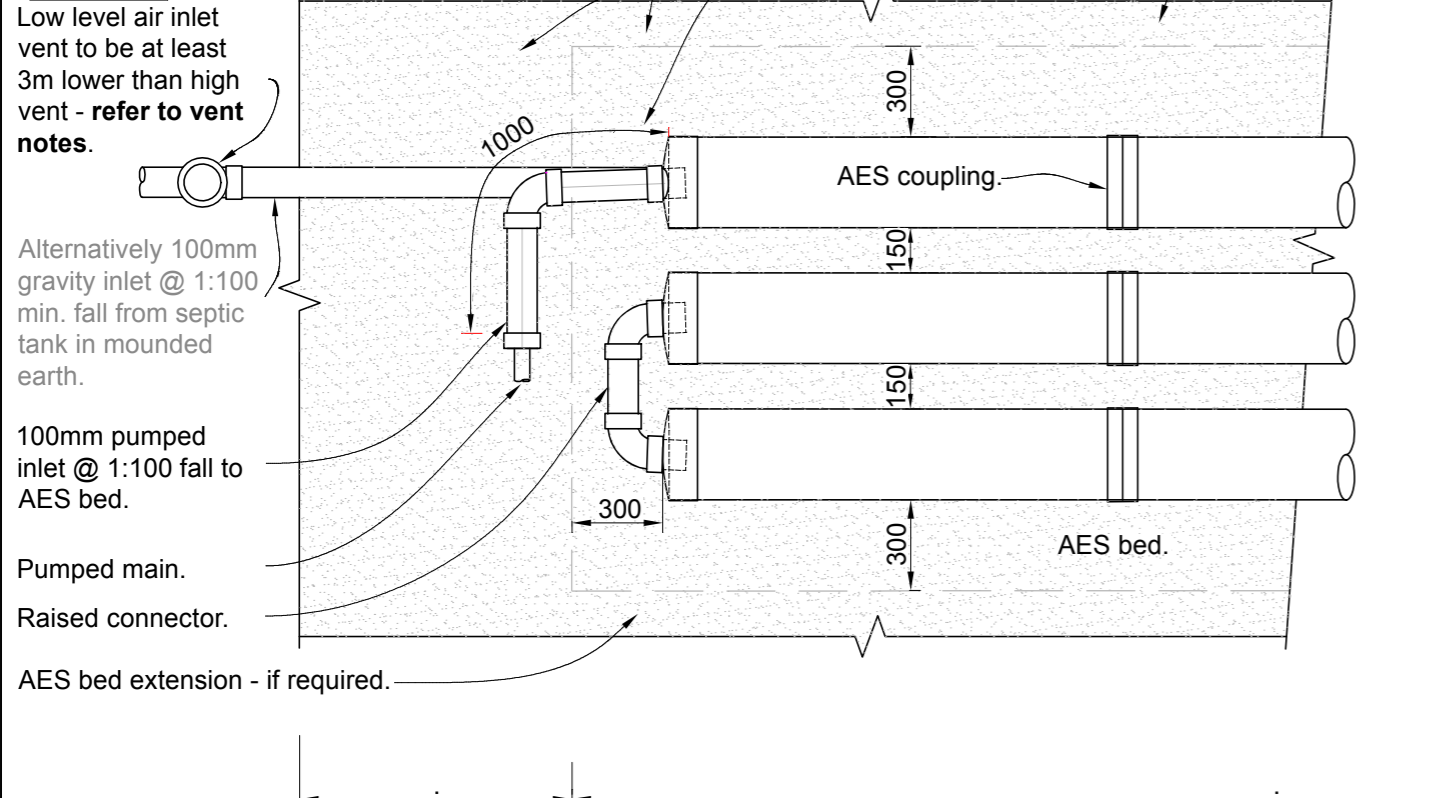 Low level air inlet
vent to be at least
3m lower than high
vent - refer to vent
notes.
1000
300
AES coupling.
150
Alternatively 100mm
gravity inlet @ 1:100
min. fall from septic
tank in mounded
earth.
150
100mm pumped
inlet @ 1:100 fall to
AES bed.
300
300
AES bed.
Pumped main.
Raised connector.
AES bed extension - if required.